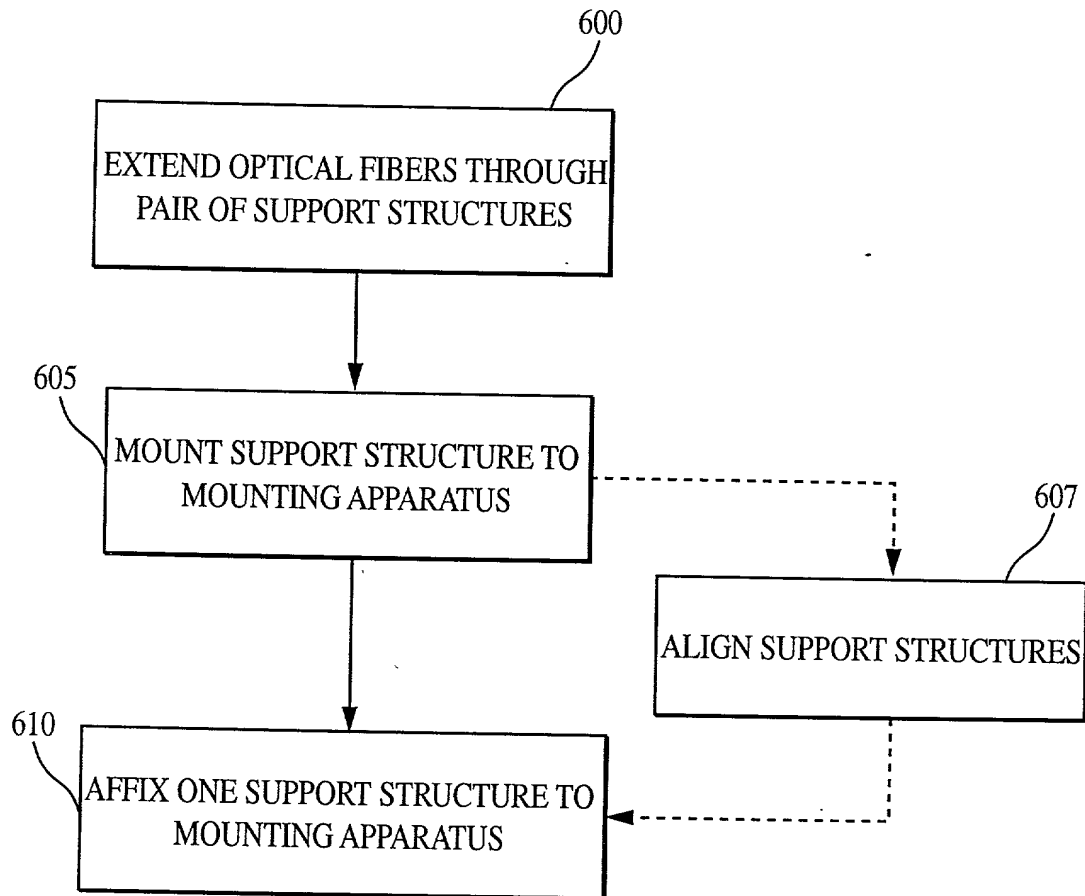 600
EXTEND OPTICAL FIBERS THROUGH
PAIR OF SUPPORT STRUCTURES
605
MOUNT SUPPORT STRUCTURE TO
MOUNTING APPARATUS
607
ALIGN SUPPORT STRUCTURES
610
AFFIX ONE SUPPORT STRUCTURE TO
MOUNTING APPARATUS